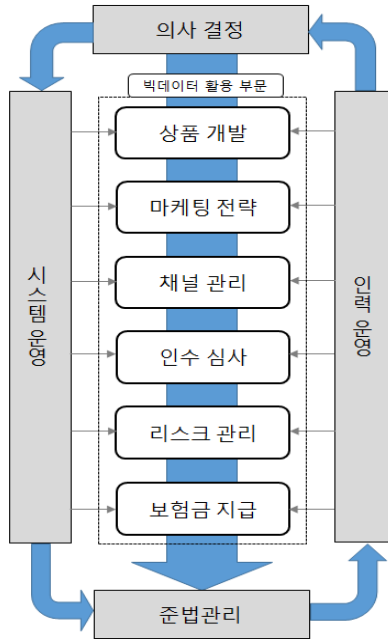 의사 결정
빅데이터 활용 부문
상품 개발
마케팅 전략
채널 관리
인수 심사
리스크 관리
보험금 지급
시스템 운영
인력 운영
준법관리